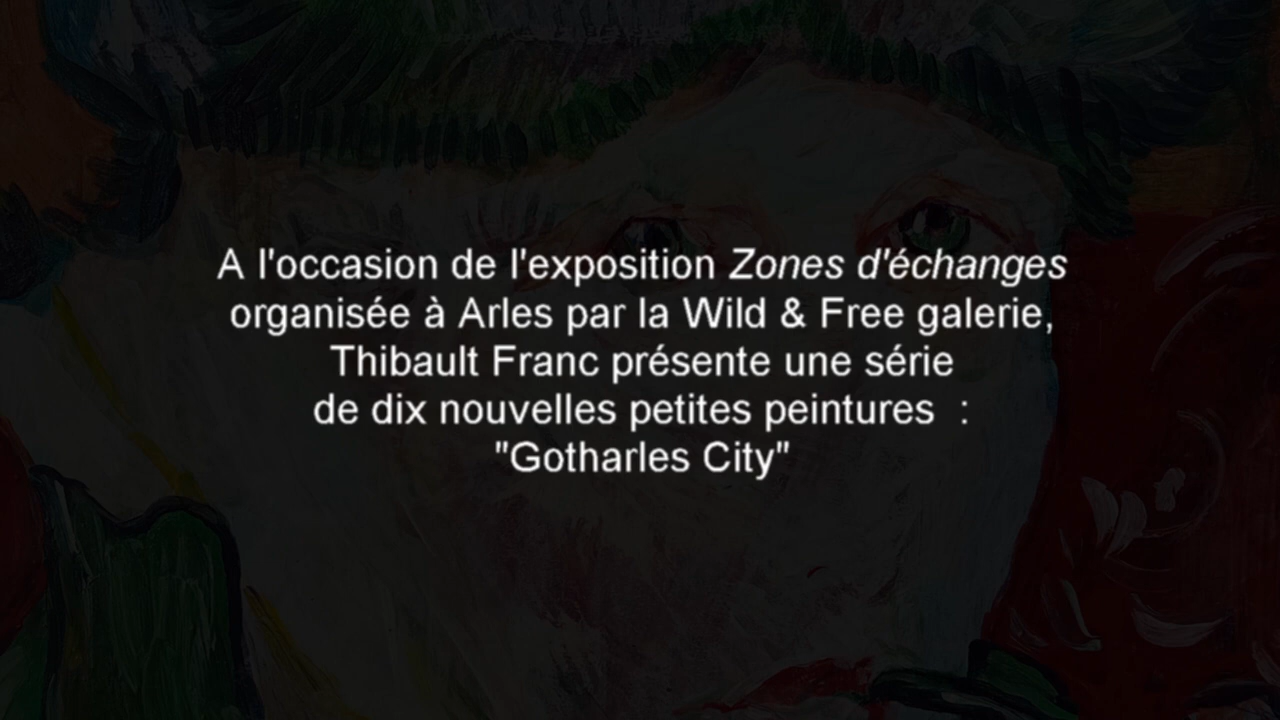 A l'occasion de l'exposition Zones d'échanges
organisée à Arles par la Wild & Free galerie,
Thibault Franc présente une série
de dix nouvelles petites peintures  :
"Gotharles City"